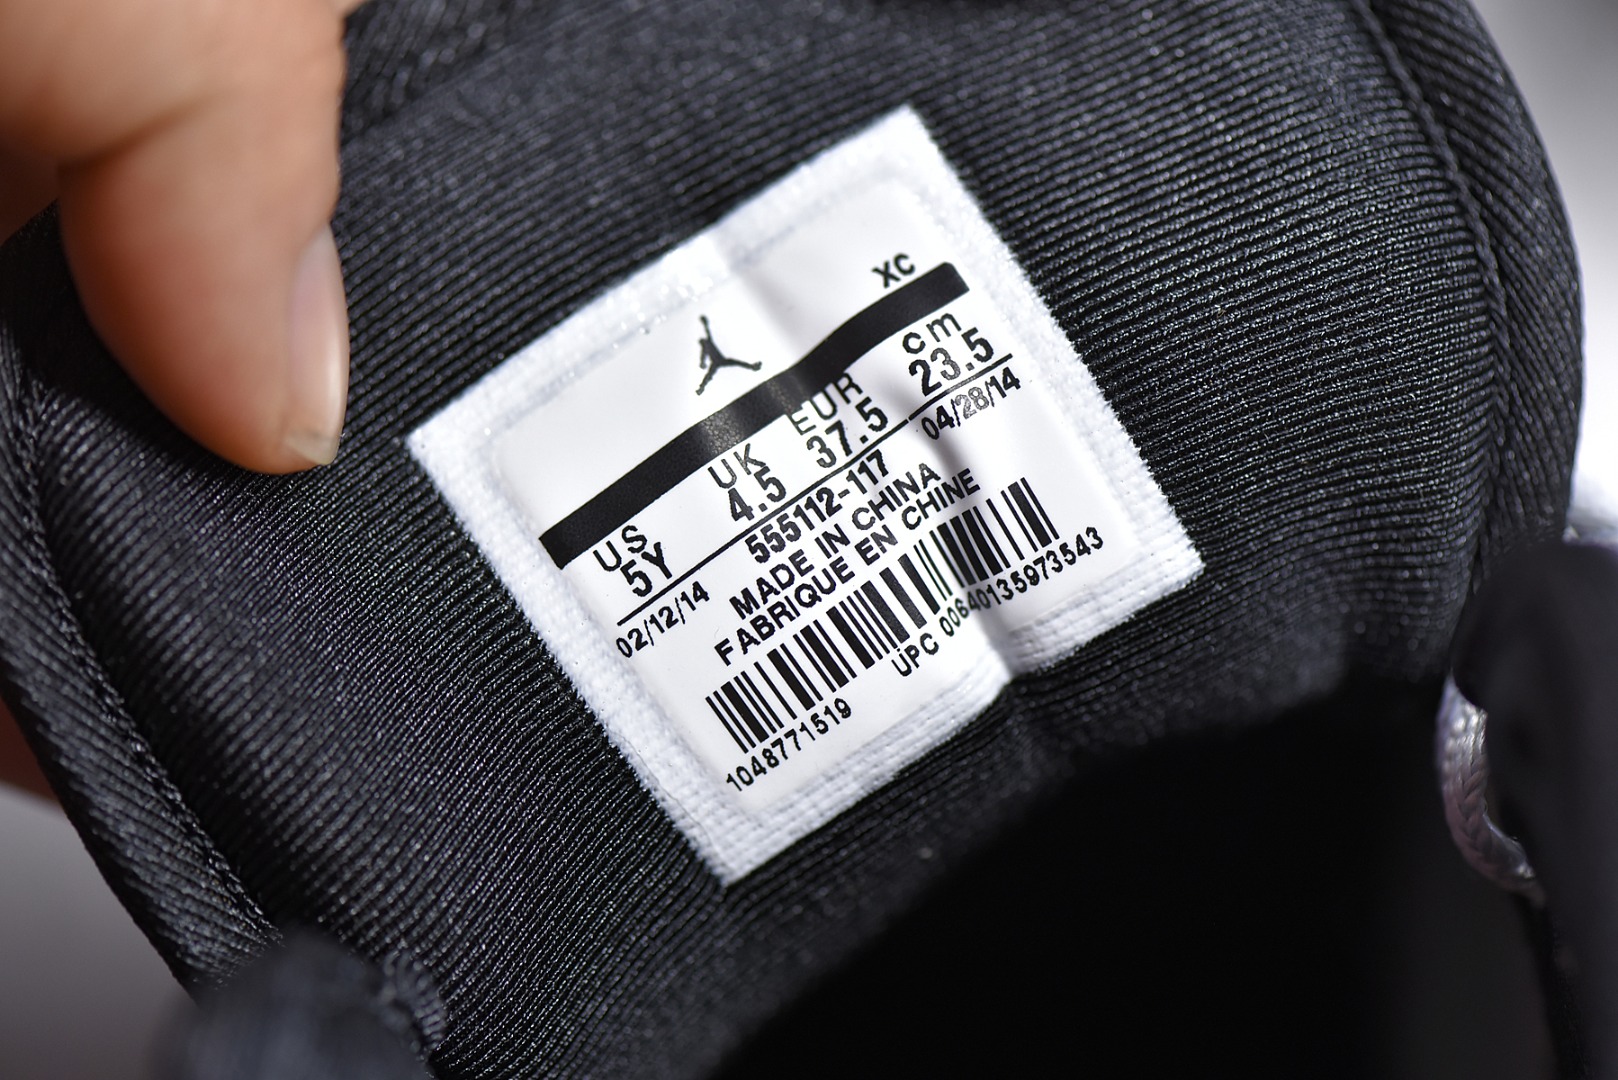 XC
US UK EUR cm
5Y 4.5 37.5 23.5
02/12/14 555112-117 04/28/14
MADE IN CHINA
FABRIQUE EN CHINE
1048771519 UPC 00640135973543